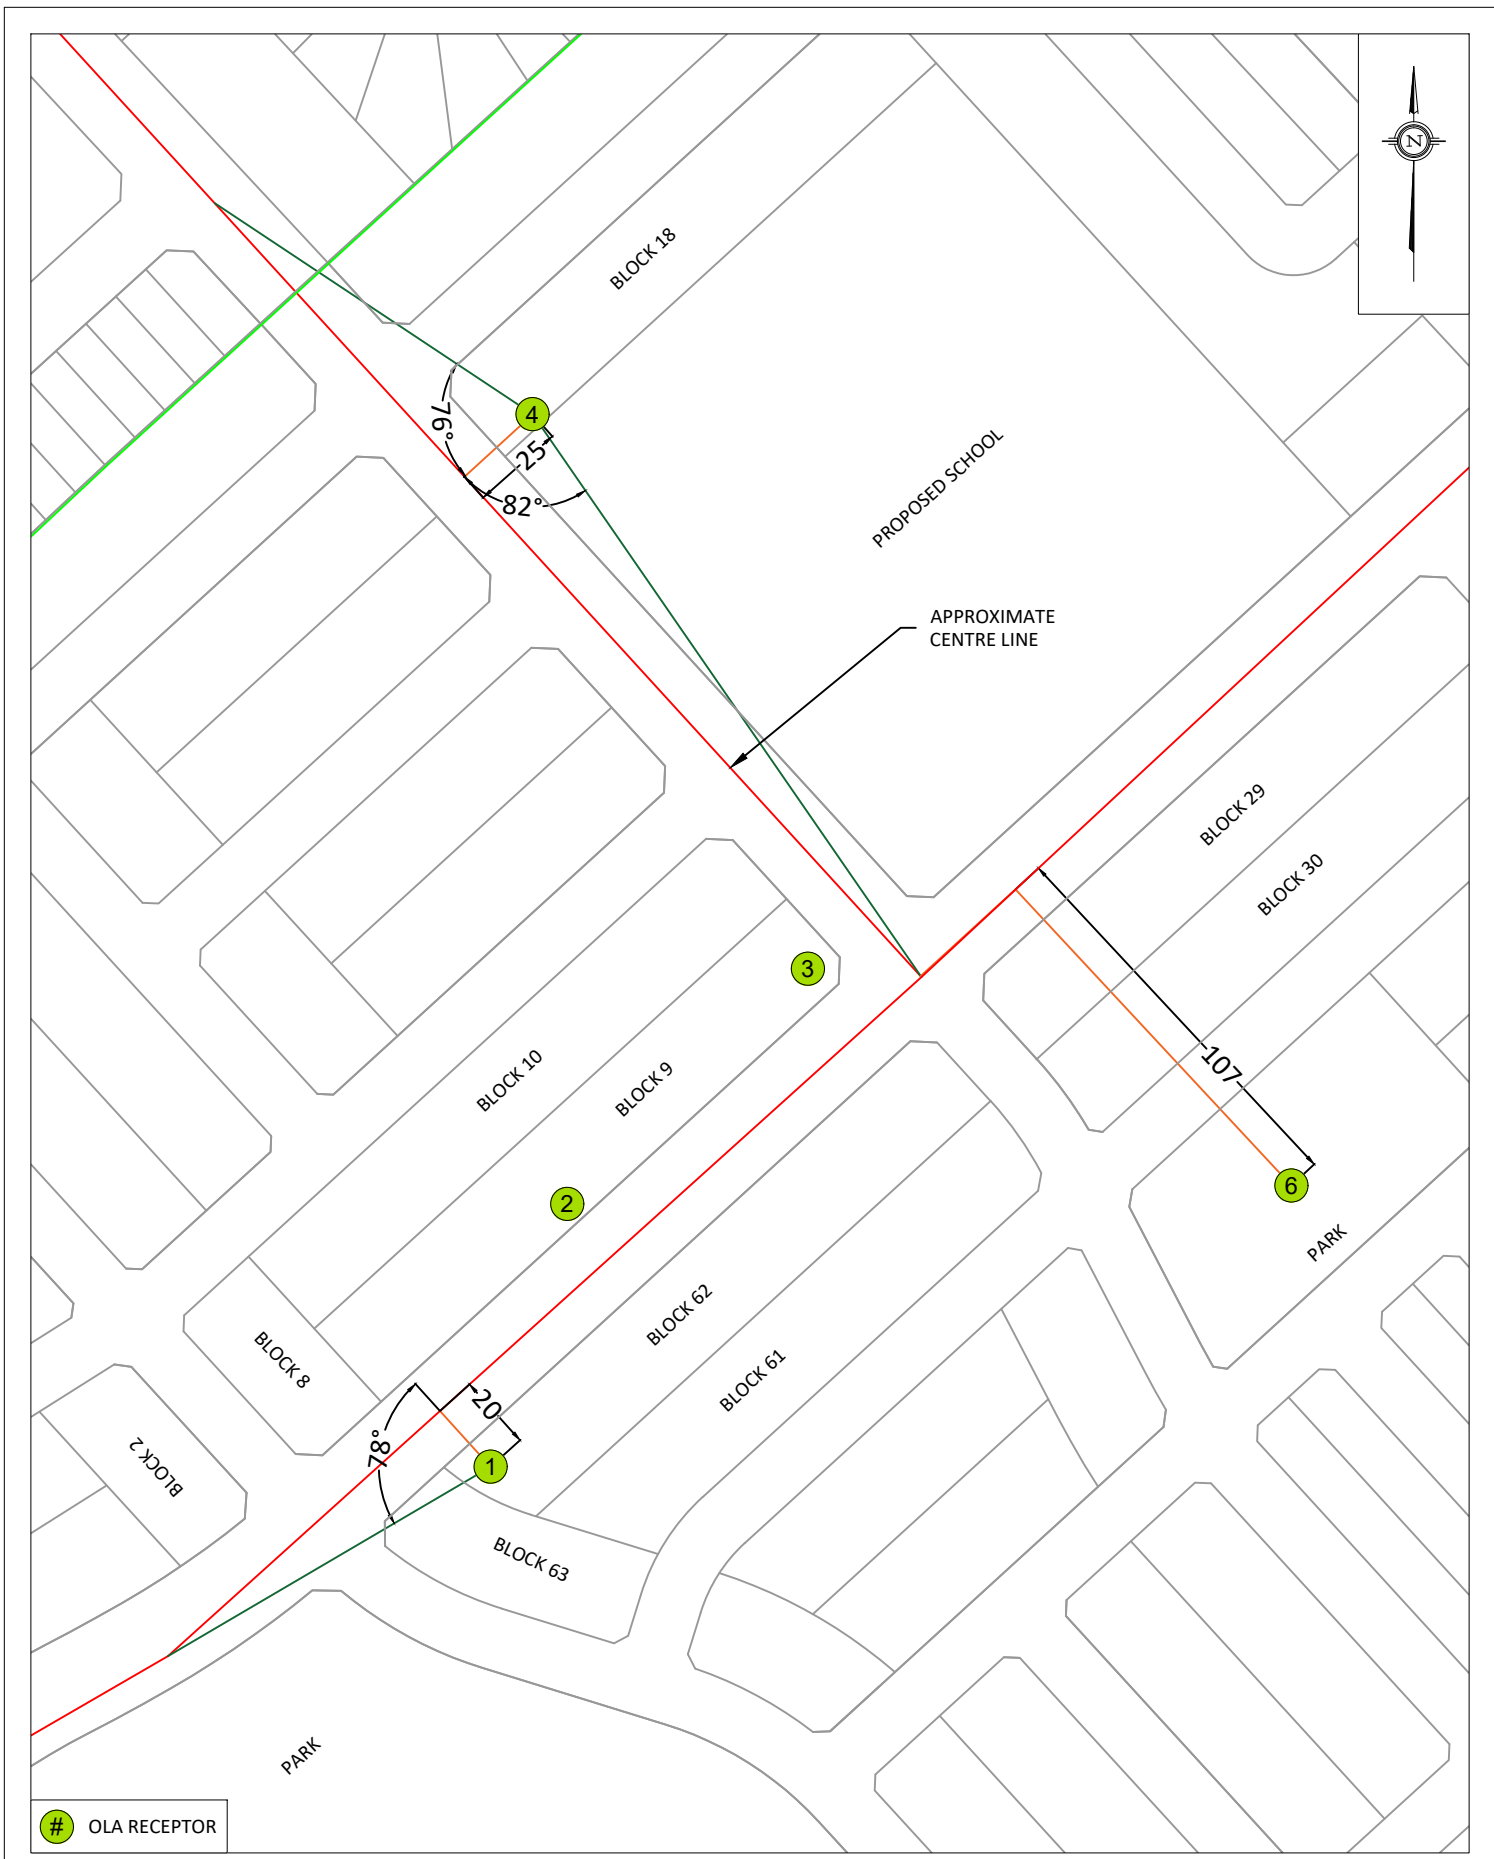 N
BLOCK 18
4
76°
25
82°
PROPOSED SCHOOL
APPROXIMATE
CENTRE LINE
BLOCK 29
BLOCK 30
3
BLOCK 10
BLOCK 9
107
6
2
PARK
BLOCK 62
BLOCK 61
BLOCK 8
20
78°
BLOCK 2
1
BLOCK 63
PARK
# OLA RECEPTOR